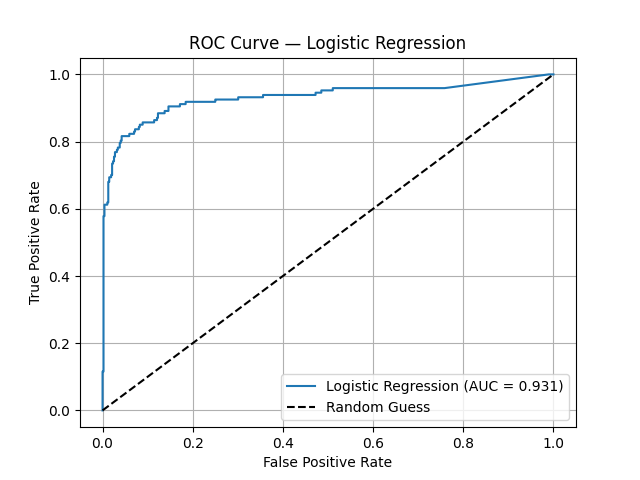 ROC Curve — Logistic Regression
1.0
0.8
0.6
0.4
0.2
0.0
True Positive Rate
Logistic Regression (AUC = 0.931)
Random Guess
0.0 0.2 0.4 0.6 0.8 1.0
False Positive Rate